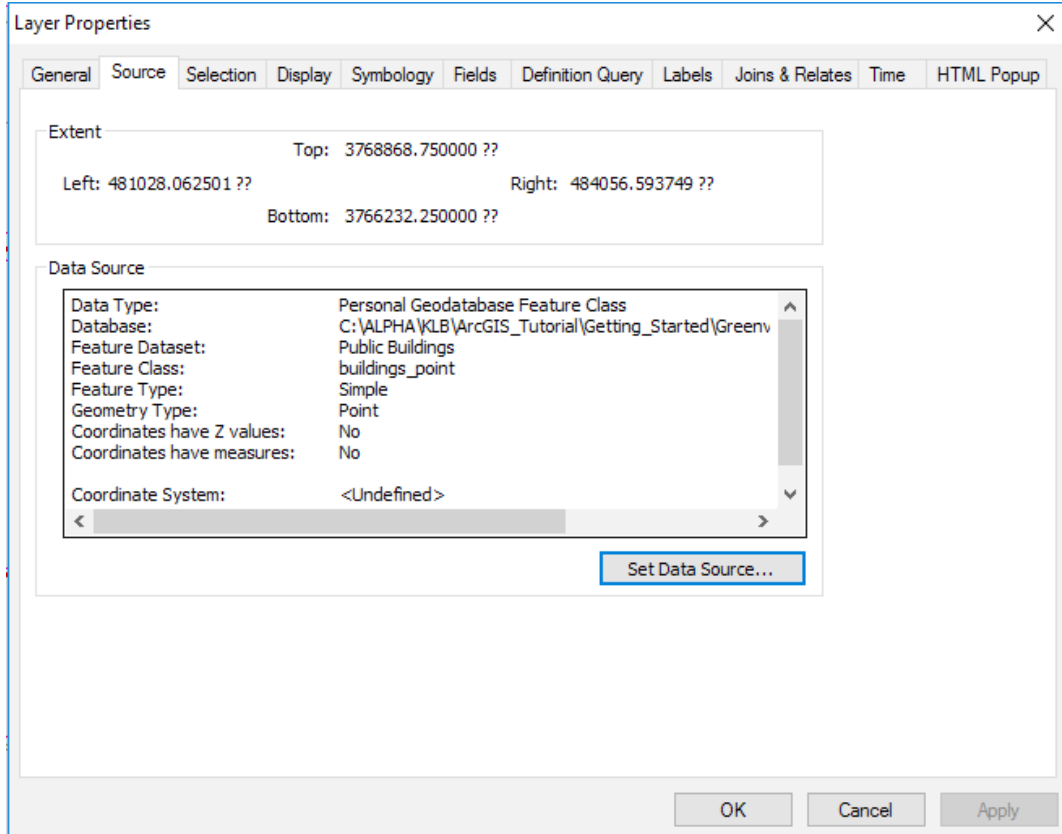 Layer Properties
General Source Selection Display Symbology Fields Definition Query Labels Joins & Relates Time HTML Popup
Extent
Top: 3768868.750000 ??
Left: 481028.062501 ?? Right: 484056.593749 ??
Bottom: 3766232.250000 ??
Data Source
Data Type: Personal Geodatabase Feature Class
Database: C:\ALPHA\KLB\ArcGIS_Tutorial\Getting_Started\Greenv
Feature Dataset: Public Buildings
Feature Class: buildings_point
Feature Type: Simple
Geometry Type: Point
Coordinates have Z values: No
Coordinates have measures: No
Coordinate System: <Undefined>
Set Data Source...
OK Cancel Apply